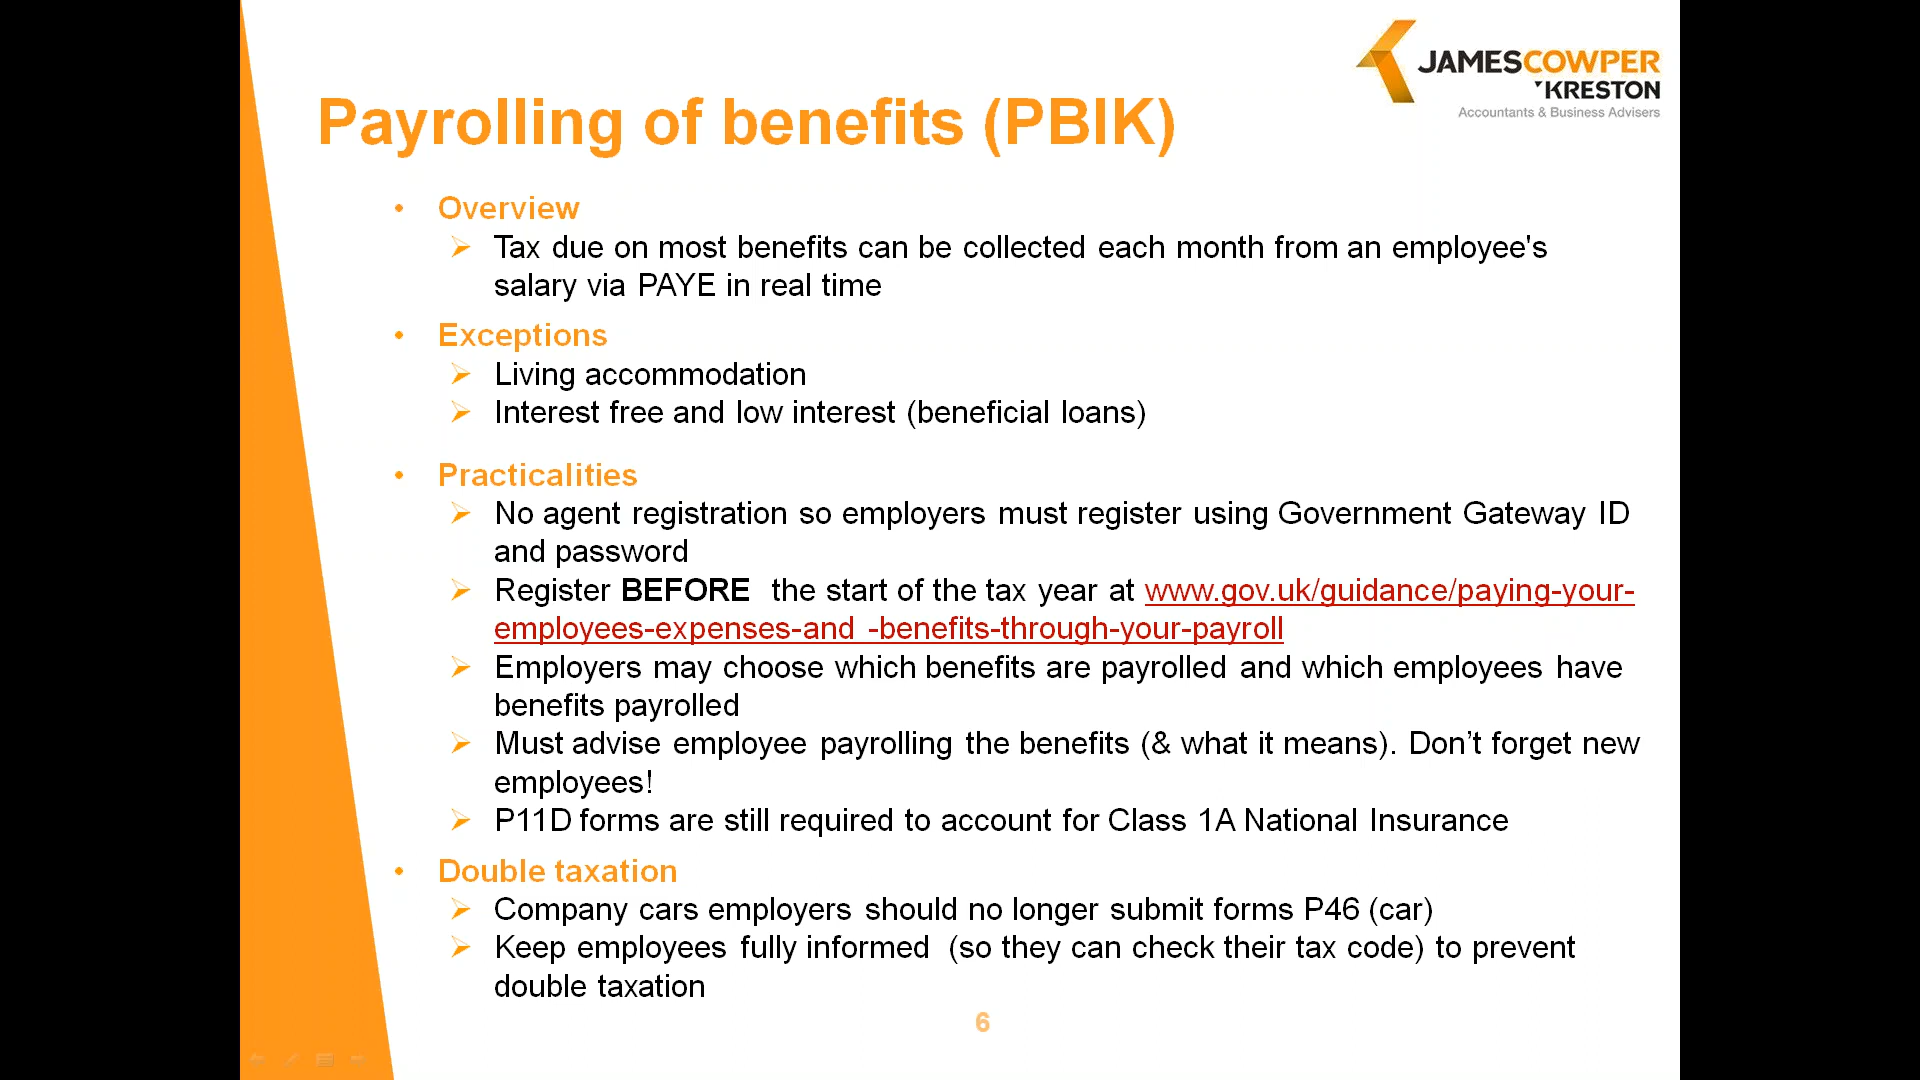 JAMESCOWPER
KRESTON
Accountants & Business Advisers
Payrolling of benefits (PBIK)
• Overview
➢ Tax due on most benefits can be collected each month from an employee's
salary via PAYE in real time
• Exceptions
➢ Living accommodation
➢ Interest free and low interest (beneficial loans)
• Practicalities
➢ No agent registration so employers must register using Government Gateway ID
and password
➢ Register BEFORE the start of the tax year at www.gov.uk/guidance/paying-your-
employees-expenses-and -benefits-through-your-payroll
➢ Employers may choose which benefits are payrolled and which employees have
benefits payrolled
➢ Must advise employee payrolling the benefits (& what it means). Don’t forget new
employees!
➢ P11D forms are still required to account for Class 1A National Insurance
• Double taxation
➢ Company cars employers should no longer submit forms P46 (car)
➢ Keep employees fully informed (so they can check their tax code) to prevent
double taxation
6